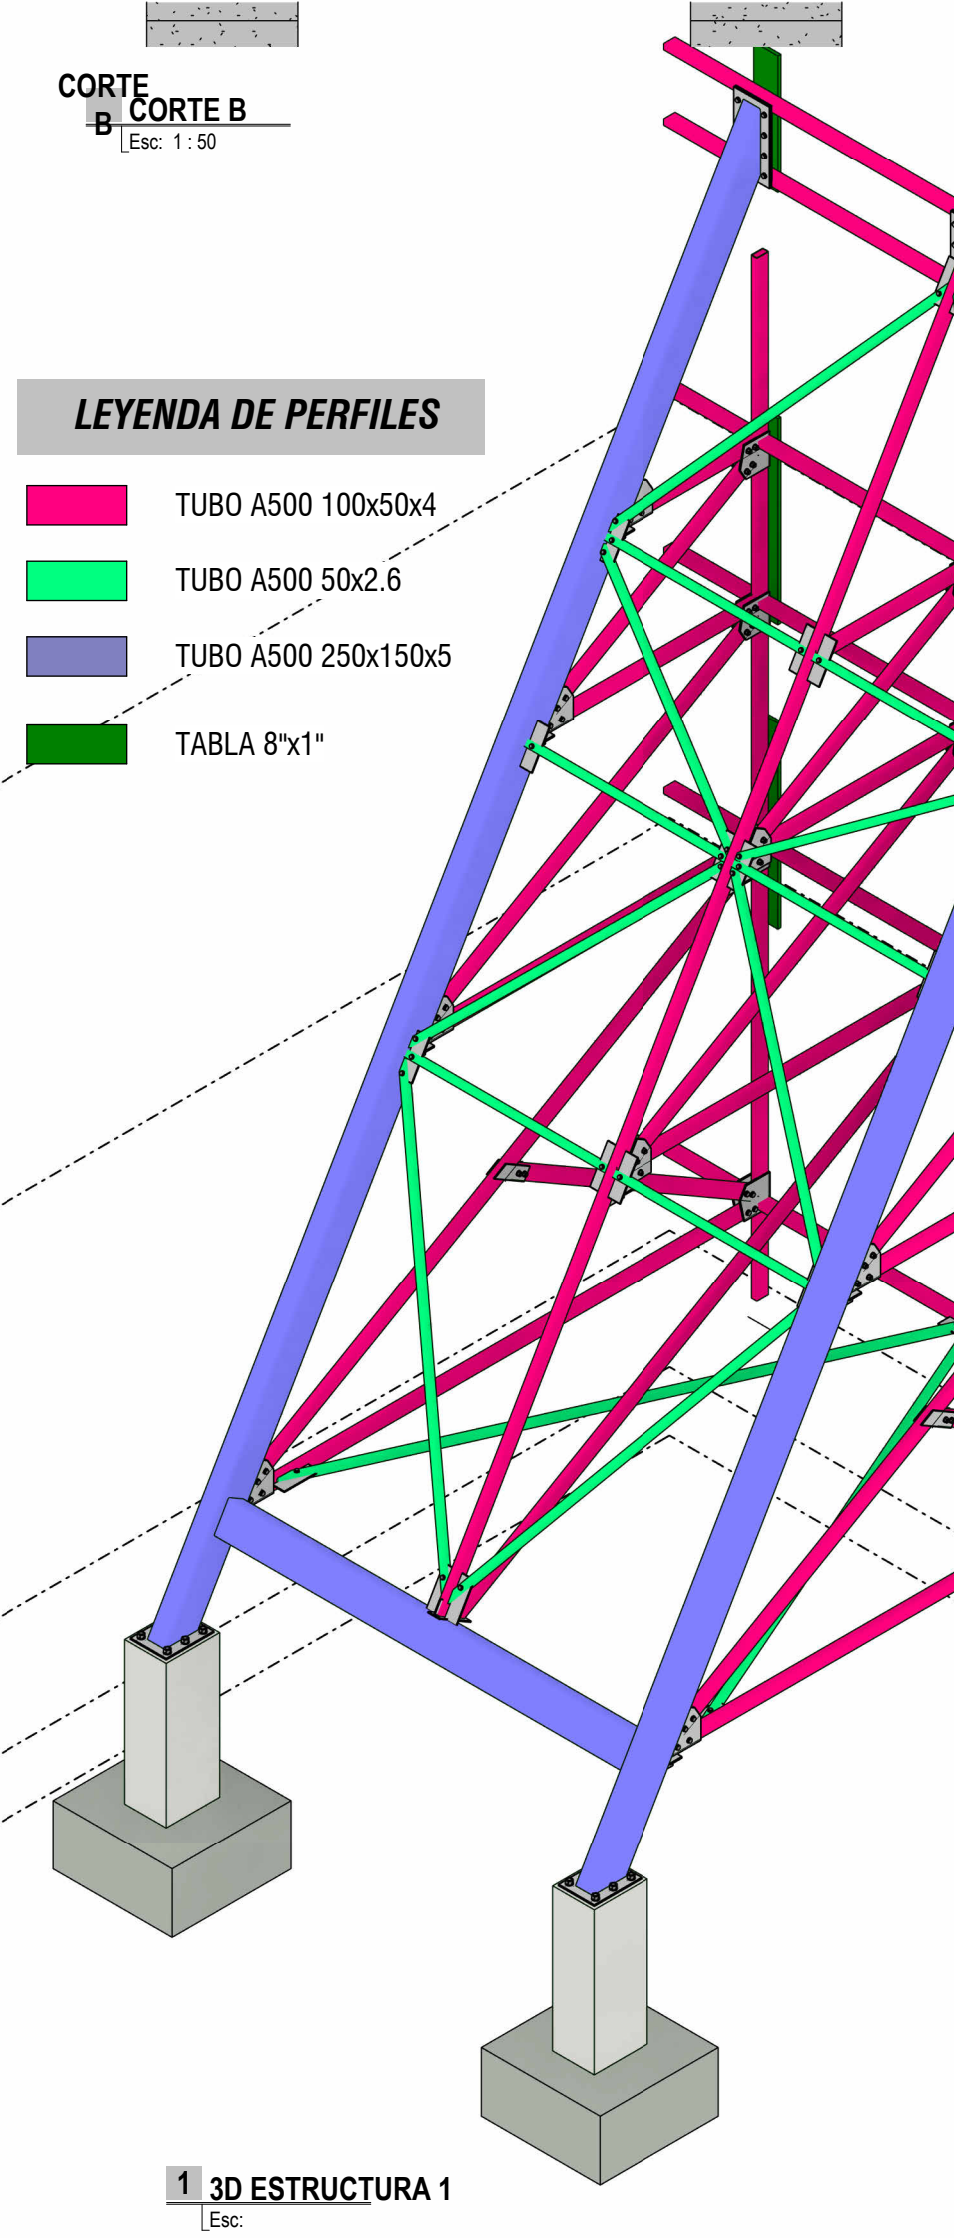 CORTE
B
CORTE B
Esc: 1 : 50
LEYENDA DE PERFILES
TUBO A500 100x50x4
TUBO A500 50x2.6
TUBO A500 250x150x5
TABLA 8"x1"
1 3D ESTRUCTURA 1
Esc: